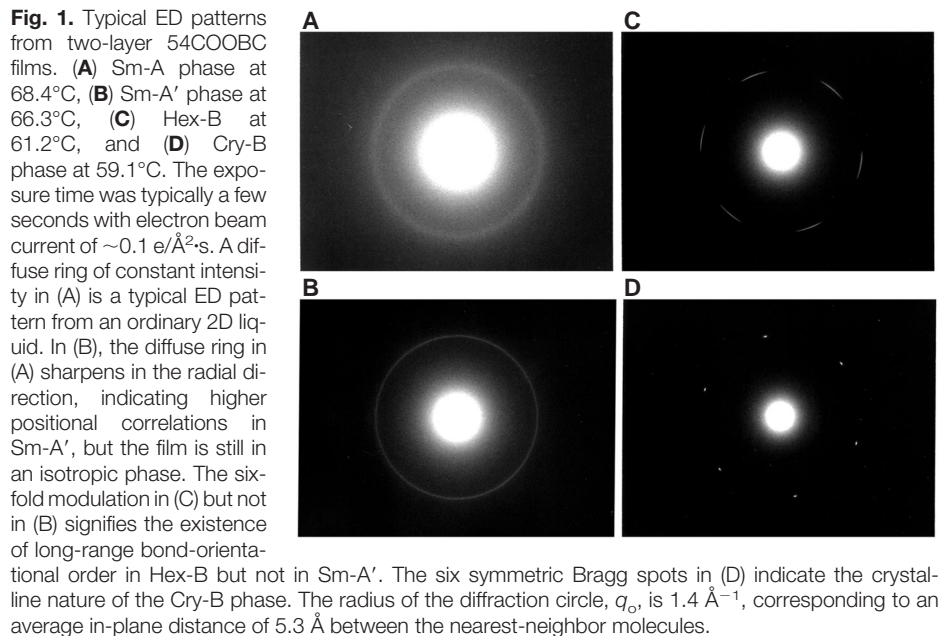 Fig. 1. Typical ED patterns
from two-layer 54COOBC
films. (A) Sm-A phase at
68.4°C, (B) Sm-A′ phase at
66.3°C, (C) Hex-B at
61.2°C, and (D) Cry-B
phase at 59.1°C. The expo-
sure time was typically a few
seconds with electron beam
current of ~0.1 e/Å²•s. A dif-
fuse ring of constant intensi-
ty in (A) is a typical ED pat-
tern from an ordinary 2D liq-
uid. In (B), the diffuse ring in
(A) sharpens in the radial di-
rection, indicating higher
positional correlations in
Sm-A′, but the film is still in
an isotropic phase. The six-
fold modulation in (C) but not
in (B) signifies the existence
of long-range bond-orienta-
tional order in Hex-B but not in Sm-A′. The six symmetric Bragg spots in (D) indicate the crystal-
line nature of the Cry-B phase. The radius of the diffraction circle, qₒ, is 1.4 Å⁻¹, corresponding to an
average in-plane distance of 5.3 Å between the nearest-neighbor molecules.
A
C
B
D